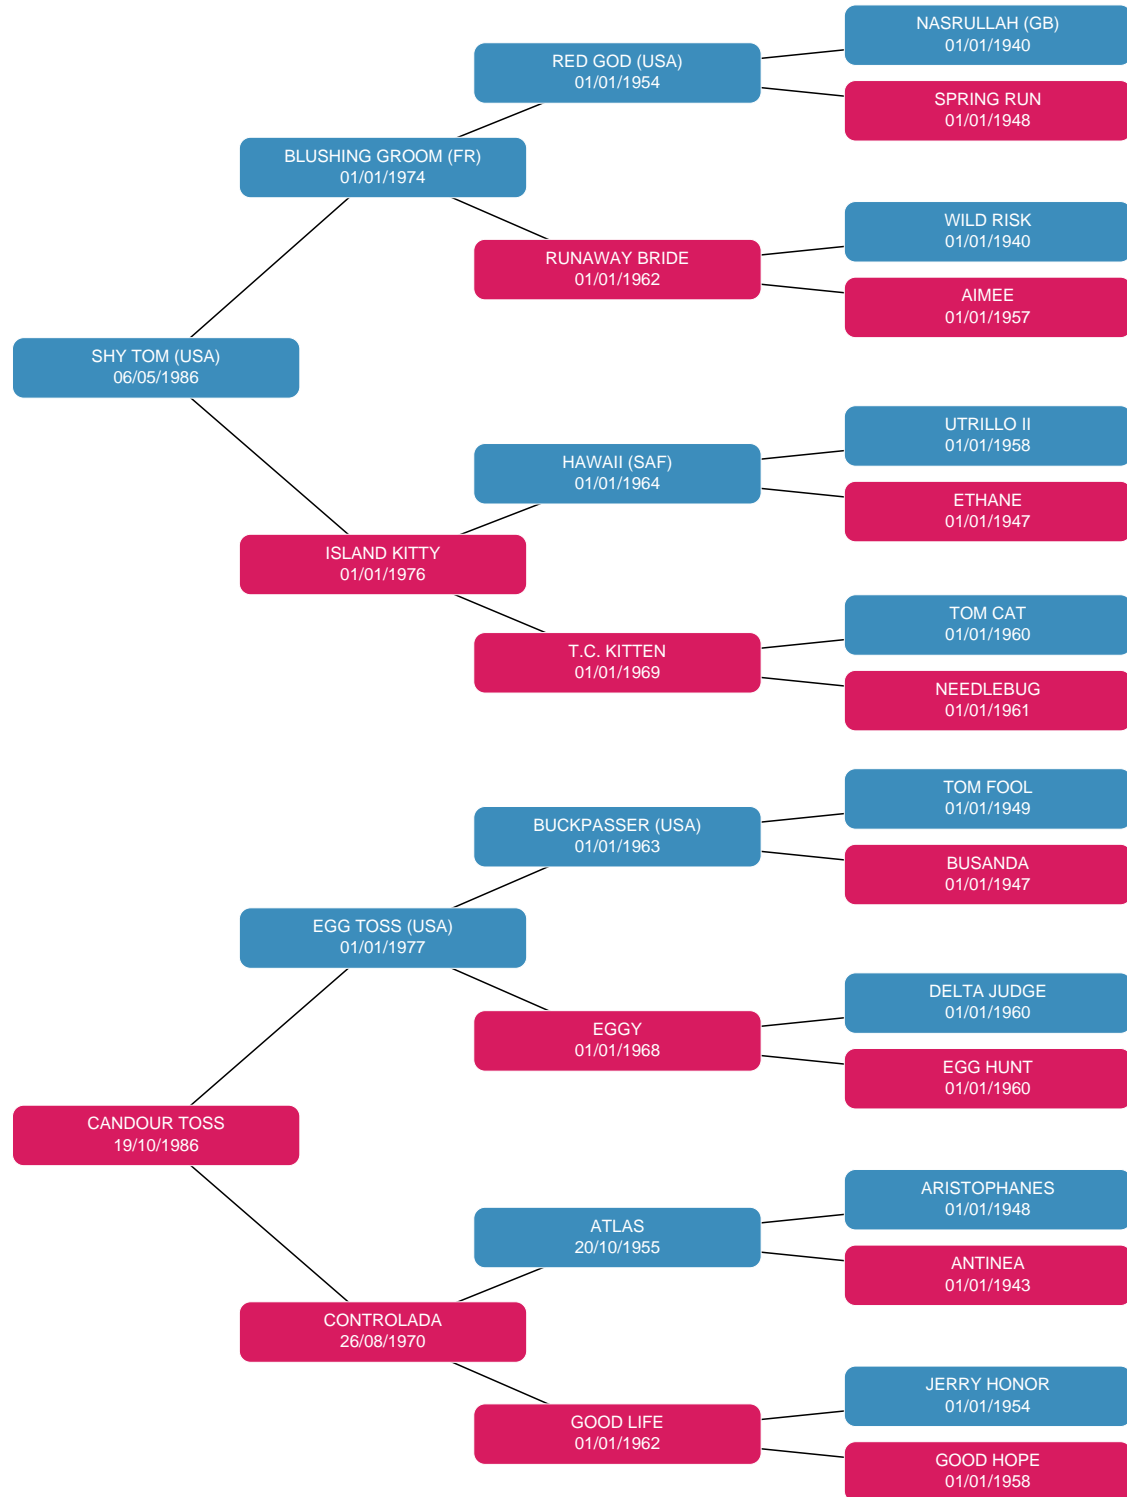 NASRULLAH (GB)
01/01/1940
RED GOD (USA)
01/01/1954
SPRING RUN
01/01/1948
BLUSHING GROOM (FR)
01/01/1974
WILD RISK
01/01/1940
RUNAWAY BRIDE
01/01/1962
AIMEE
01/01/1957
SHY TOM (USA)
06/05/1986
UTRILLO II
01/01/1958
HAWAII (SAF)
01/01/1964
ETHANE
01/01/1947
ISLAND KITTY
01/01/1976
TOM CAT
01/01/1960
T.C. KITTEN
01/01/1969
NEEDLEBUG
01/01/1961
TOM FOOL
01/01/1949
BUCKPASSER (USA)
01/01/1963
BUSANDA
01/01/1947
EGG TOSS (USA)
01/01/1977
DELTA JUDGE
01/01/1960
EGGY
01/01/1968
EGG HUNT
01/01/1960
CANDOUR TOSS
19/10/1986
ARISTOPHANES
01/01/1948
ATLAS
20/10/1955
ANTINEA
01/01/1943
CONTROLADA
26/08/1970
JERRY HONOR
01/01/1954
GOOD LIFE
01/01/1962
GOOD HOPE
01/01/1958